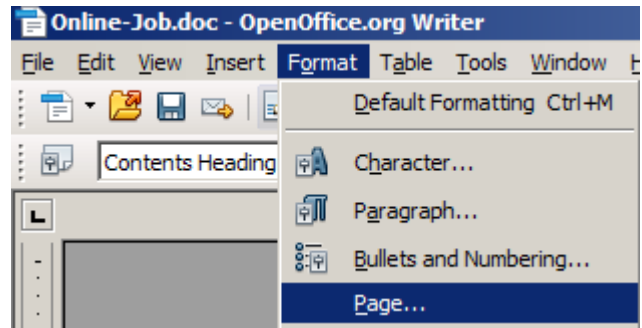 Online-Job.doc - OpenOffice.org Writer
File Edit View Insert Format Table Tools Window H
Default Formatting Ctrl+M
Contents Heading
Character...
Paragraph...
Bullets and Numbering...
Page...